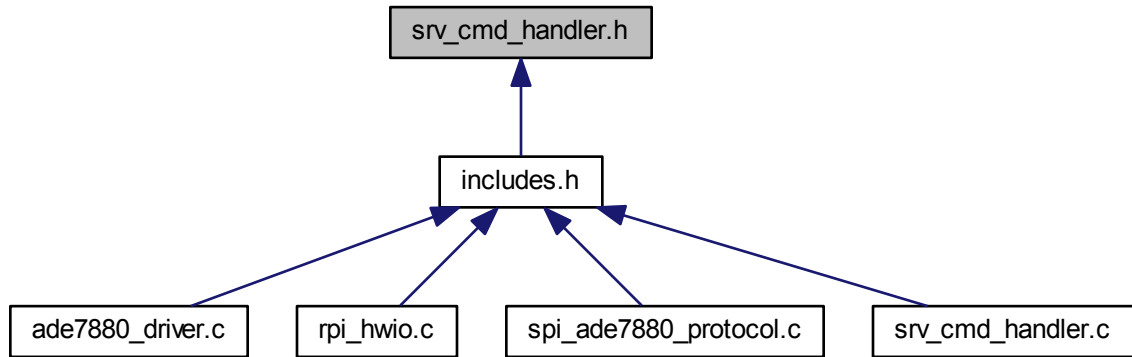 srv_cmd_handler.h
includes.h
ade7880_driver.c
rpi_hwio.c
spi_ade7880_protocol.c
srv_cmd_handler.c